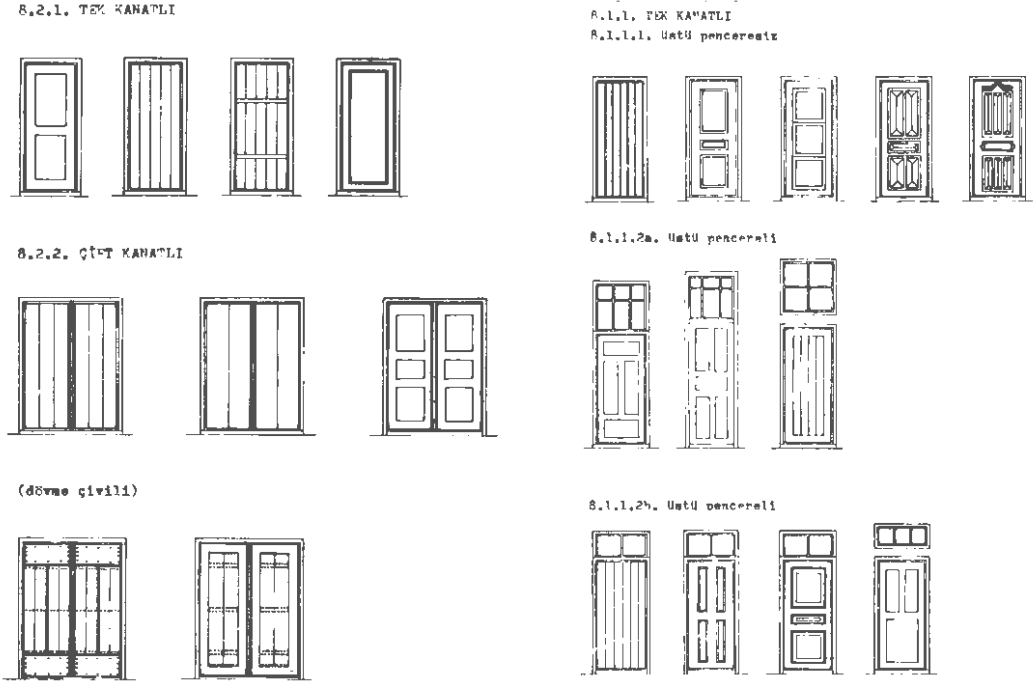 8.2.1. TEK KANATLI
8.2.2. ÇİFT KANATLI
(dövme çivili)
8.1.1. TEK KANATLI
8.1.1.1. Üstü penceresiz
8.1.1.2a. Üstü pencereli
8.1.1.2b. Üstü pencereli